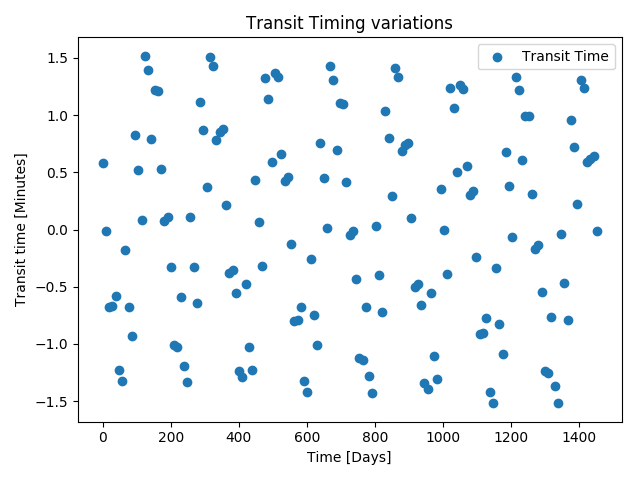 Transit Timing variations
Transit Time
1.5
1.0
0.5
0.0
−0.5
−1.0
−1.5
Transit time [Minutes]
0 200 400 600 800 1000 1200 1400
Time [Days]